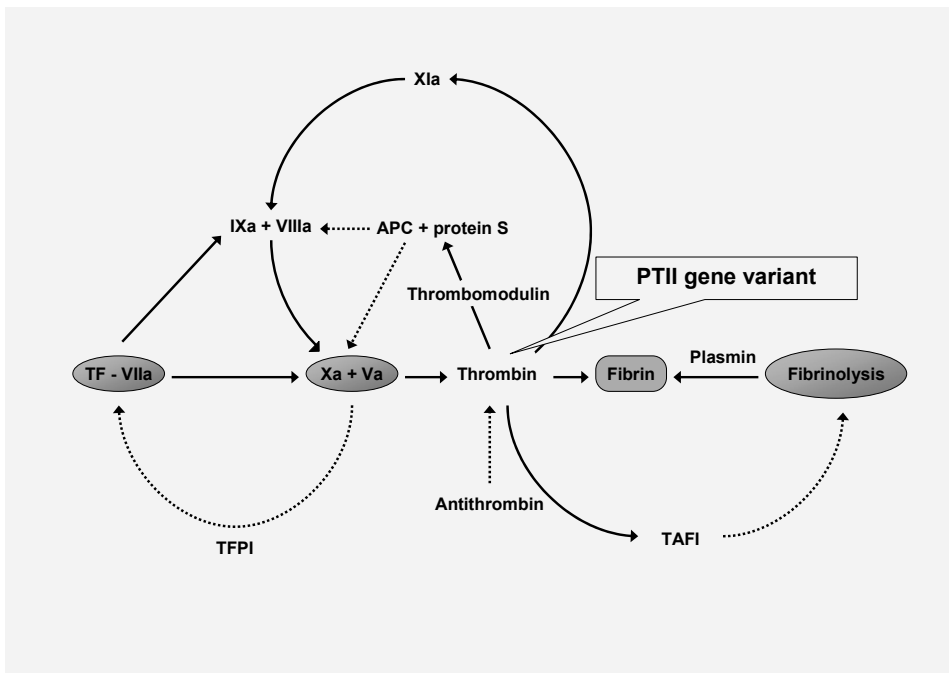 XIa
IXa + VIIIa
APC + protein S
PTII gene variant
Thrombomodulin
TF - VIIa
Xa + Va
Thrombin
Fibrin
Plasmin
Fibrinolysis
Antithrombin
TFPI
TAFI